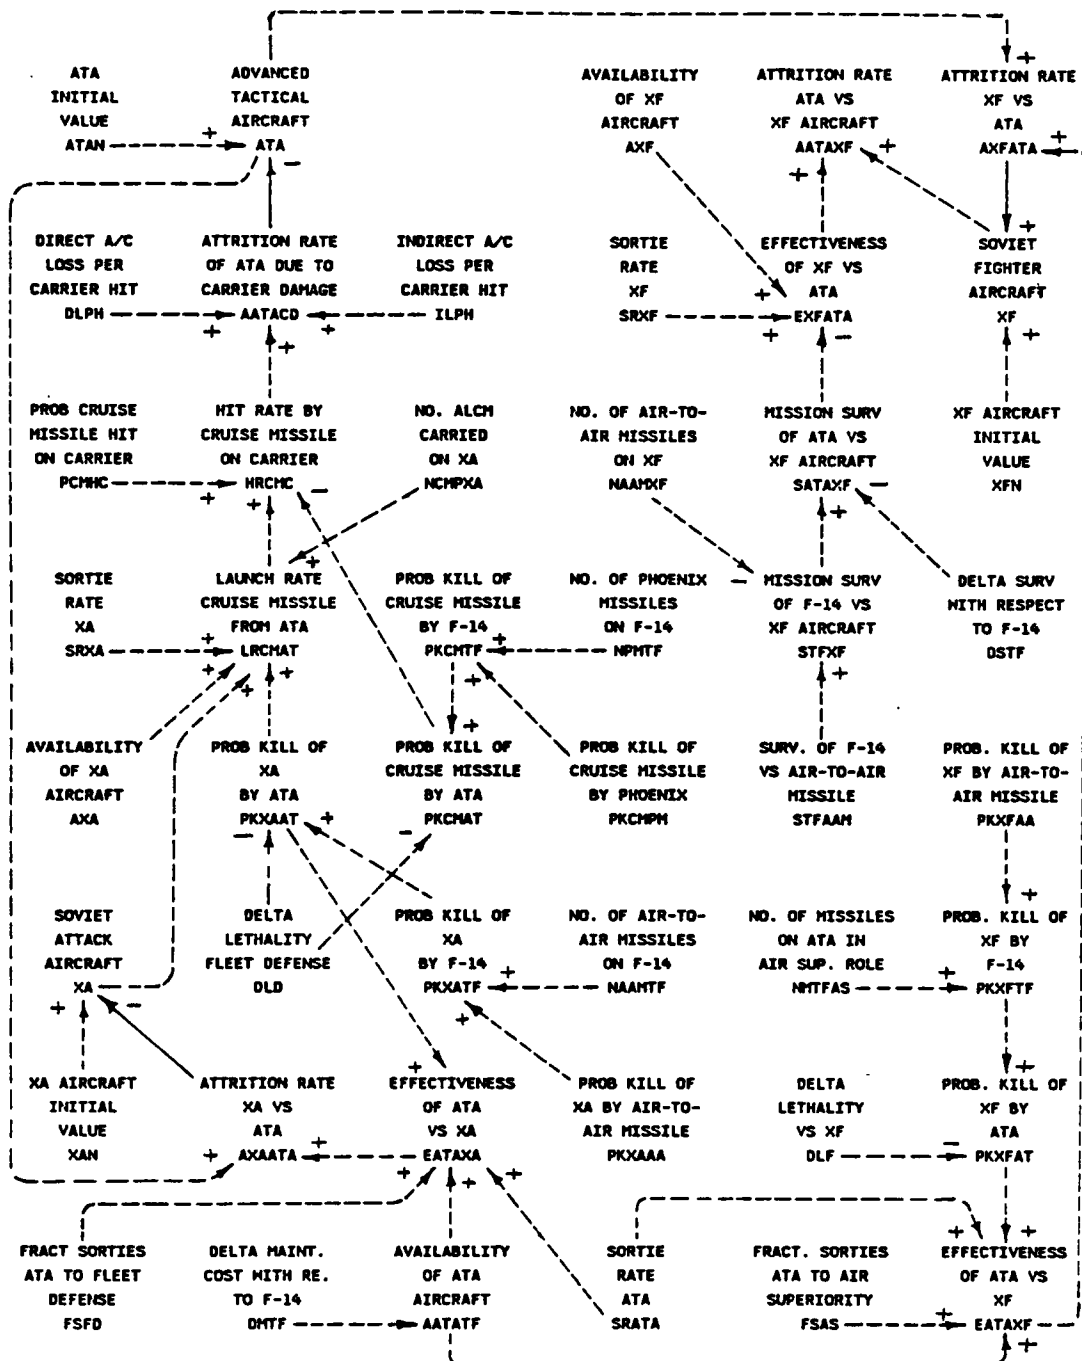 ATA
INITIAL
VALUE
ATAN
ADVANCED
TACTICAL
AIRCRAFT
ATA
AVAILABILITY
OF XF
AIRCRAFT
AXF
ATTRITION RATE
ATA VS
XF AIRCRAFT
AATAXF
ATTRITION RATE
XF VS
ATA
AXFATA
DIRECT A/C
LOSS PER
CARRIER HIT
DLPH
ATTRITION RATE
OF ATA DUE TO
CARRIER DAMAGE
AATACD
INDIRECT A/C
LOSS PER
CARRIER HIT
ILPH
SORTIE
RATE
XF
SRXF
EFFECTIVENESS
OF XF VS
ATA
EXFATA
SOVIET
FIGHTER
AIRCRAFT
XF
PROB CRUISE
MISSILE HIT
ON CARRIER
PCMHC
HIT RATE BY
CRUISE MISSILE
ON CARRIER
HRCMC
NO. ALCM
CARRIED
ON XA
NCMPXA
NO. OF AIR-TO-
AIR MISSILES
ON XF
NAAMXF
MISSION SURV
OF ATA VS
XF AIRCRAFT
SATAXF
XF AIRCRAFT
INITIAL
VALUE
XFN
SORTIE
RATE
XA
SRXA
LAUNCH RATE
CRUISE MISSILE
FROM ATA
LRCMAT
PROB KILL OF
CRUISE MISSILE
BY F-14
PKCMTF
NO. OF PHOENIX
MISSILES
ON F-14
NPMTF
MISSION SURV
OF F-14 VS
XF AIRCRAFT
STFXF
DELTA SURV
WITH RESPECT
TO F-14
DSTF
AVAILABILITY
OF XA
AIRCRAFT
AXA
PROB KILL OF
XA
BY ATA
PKXAAT
PROB KILL OF
CRUISE MISSILE
BY ATA
PKCMAT
PROB KILL OF
CRUISE MISSILE
BY PHOENIX
PKCMPM
SURV. OF F-14
VS AIR-TO-AIR
MISSILE
STFAAM
PROB. KILL OF
XF BY AIR-TO-
AIR MISSILE
PKXFAA
SOVIET
ATTACK
AIRCRAFT
XA
DELTA
LETHALITY
FLEET DEFENSE
DLD
PROB KILL OF
XA
BY F-14
PKXATF
NO. OF AIR-TO-
AIR MISSILES
ON F-14
NAAMTF
NO. OF MISSILES
ON ATA IN
AIR SUP. ROLE
NMTFAS
PROB. KILL OF
XF BY
F-14
PKXFTF
XA AIRCRAFT
INITIAL
VALUE
XAN
ATTRITION RATE
XA VS
ATA
AXAATA
EFFECTIVENESS
OF ATA
VS XA
EATAXA
PROB KILL OF
XA BY AIR-TO-
AIR MISSILE
PKXAAA
DELTA
LETHALITY
VS XF
DLF
PROB. KILL OF
XF BY
ATA
PKXFAT
FRACT SORTIES
ATA TO FLEET
DEFENSE
FSFD
DELTA MAINT.
COST WITH RE.
TO F-14
DMTF
AVAILABILITY
OF ATA
AIRCRAFT
AATATF
SORTIE
RATE
ATA
SRATA
FRACT. SORTIES
ATA TO AIR
SUPERIORITY
FSAS
EFFECTIVENESS
OF ATA VS
XF
EATAXF